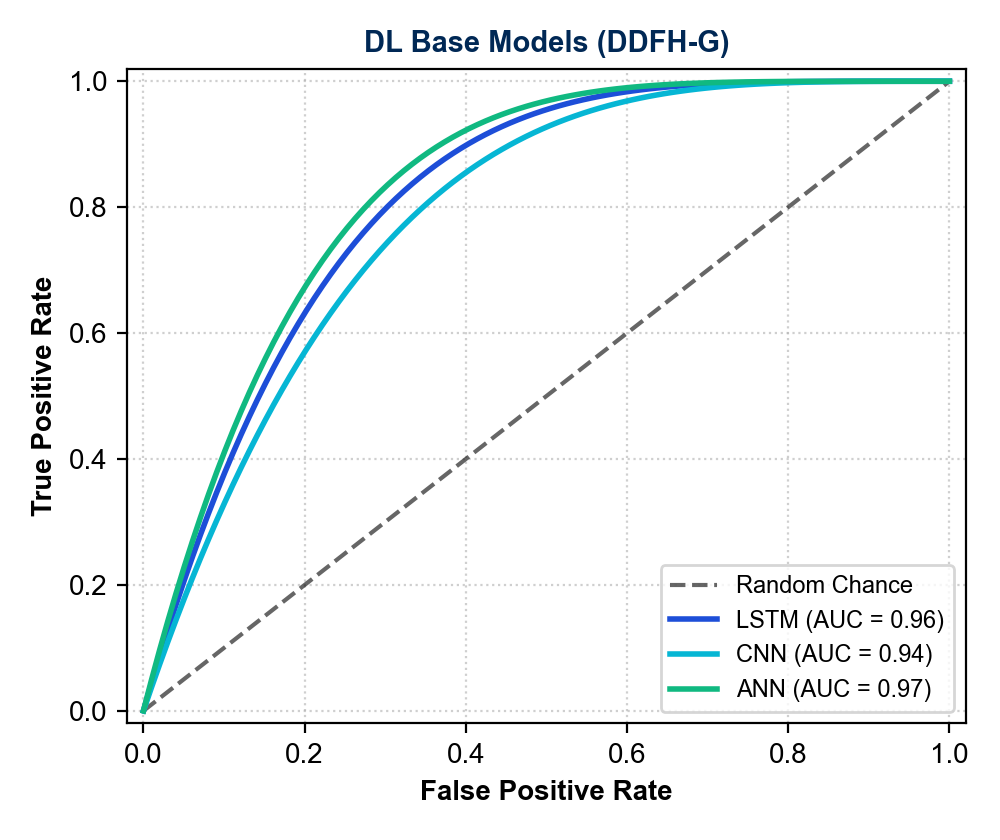 DL Base Models (DDFH-G)
1.0
0.8
0.6
0.4
0.2
0.0
True Positive Rate
0.0 0.2 0.4 0.6 0.8 1.0
False Positive Rate
Random Chance
LSTM (AUC = 0.96)
CNN (AUC = 0.94)
ANN (AUC = 0.97)